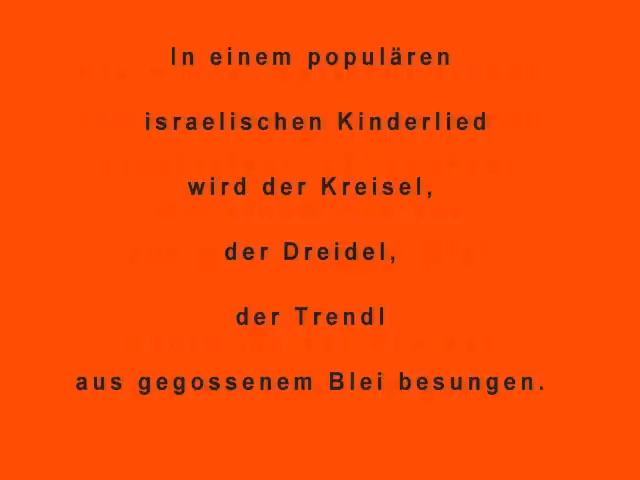 In einem populären
israelischen Kinderlied
wird der Kreisel,
der Dreidel,
der Trendl
aus gegossenem Blei besungen.